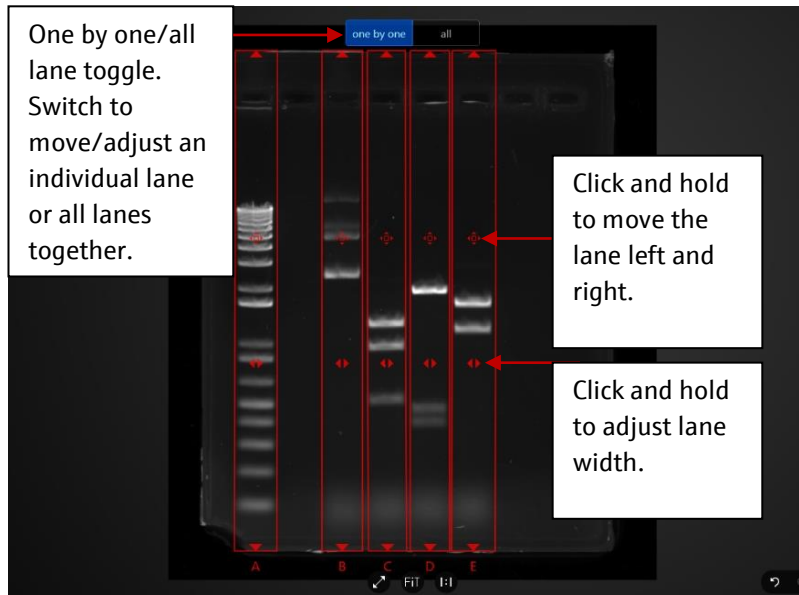 One by one/all
lane toggle.
Switch to
move/adjust an
individual lane
or all lanes
together.
one by one
all
Click and hold
to move the
lane left and
right.
Click and hold
to adjust lane
width.
A
B
C
D
E
FiT
1:1